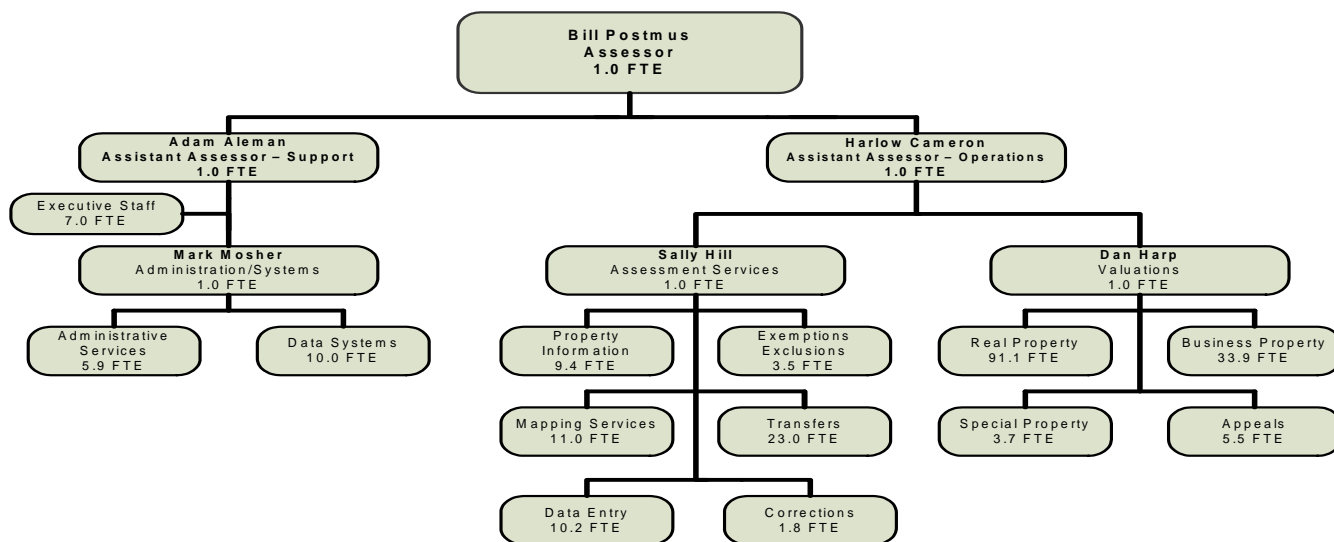 Bill Postmus
Assessor
1.0 FTE
Adam Aleman
Assistant Assessor – Support
1.0 FTE
Harlow Cameron
Assistant Assessor – Operations
1.0 FTE
Executive Staff
7.0 FTE
Mark Mosher
Administration/Systems
1.0 FTE
Sally Hill
Assessment Services
1.0 FTE
Dan Harp
Valuations
1.0 FTE
Administrative
Services
5.9 FTE
Data Systems
10.0 FTE
Property
Information
9.4 FTE
Exemptions
Exclusions
3.5 FTE
Real Property
91.1 FTE
Business Property
33.9 FTE
Mapping Services
11.0 FTE
Transfers
23.0 FTE
Special Property
3.7 FTE
Appeals
5.5 FTE
Data Entry
10.2 FTE
Corrections
1.8 FTE